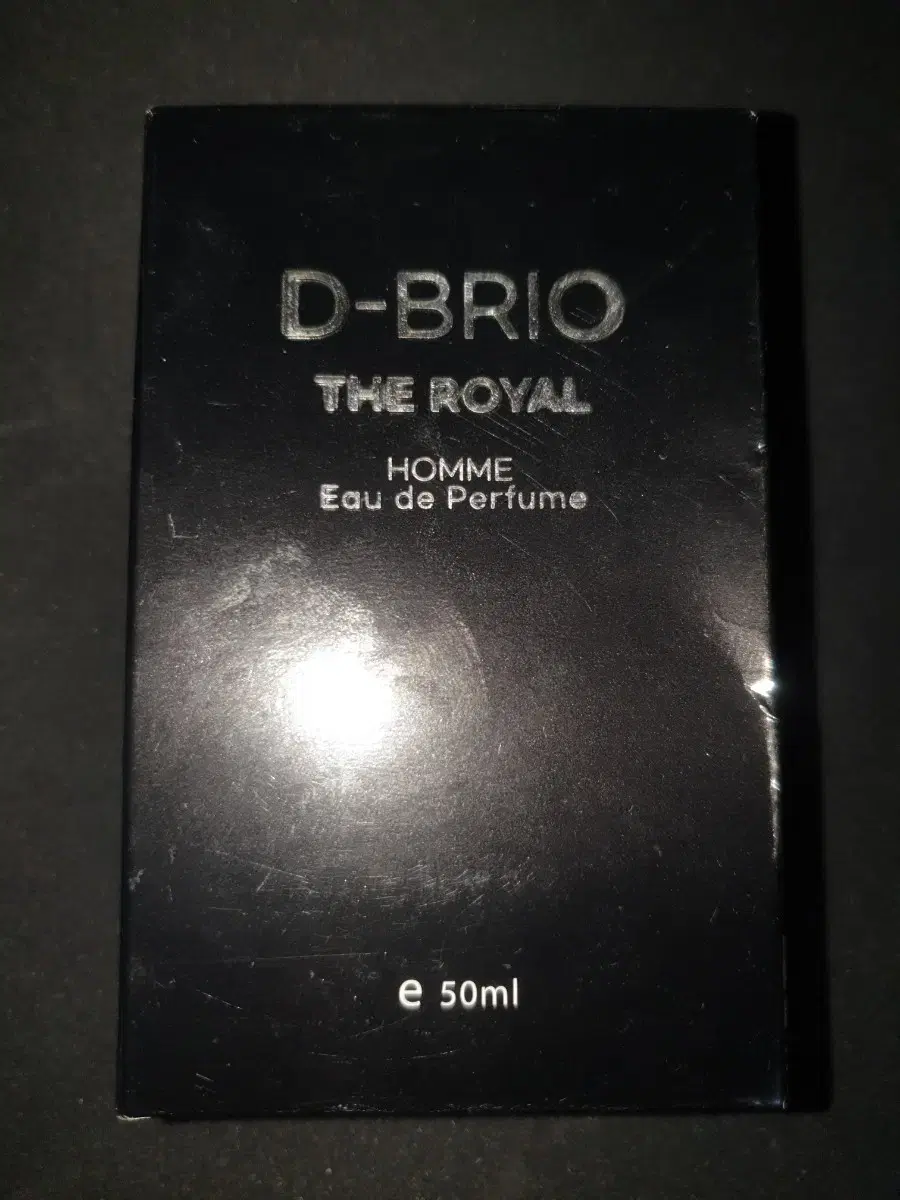 D-BRIO
THE ROYAL
HOMME
Eau de Perfume
e 50ml